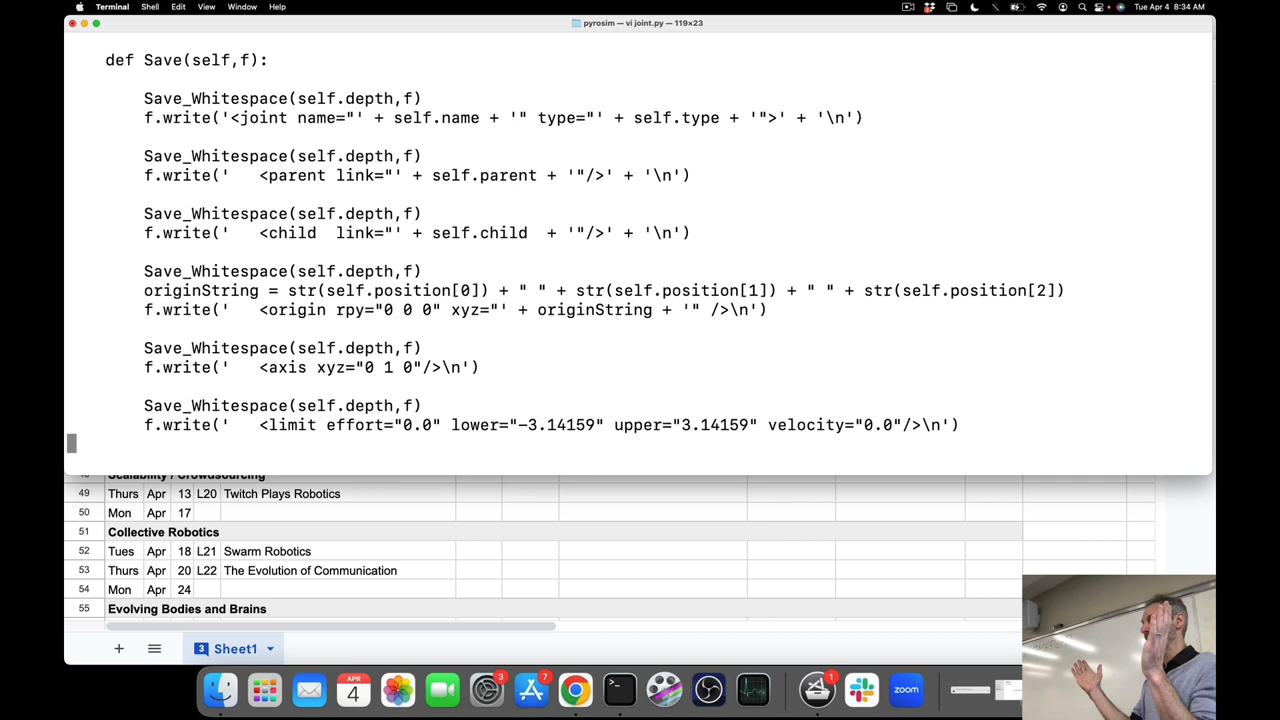 Terminal Shell Edit View Window Help
Tue Apr 4 8:34 AM
pyrosim — vi joint.py — 119×23
def Save(self,f):
Save_Whitespace(self.depth,f)
f.write('<joint name="' + self.name + '" type="' + self.type + '">' + '\n')
Save_Whitespace(self.depth,f)
f.write('   <parent link="' + self.parent + '"/>' + '\n')
Save_Whitespace(self.depth,f)
f.write('   <child  link="' + self.child  + '"/>' + '\n')
Save_Whitespace(self.depth,f)
originString = str(self.position[0]) + " " + str(self.position[1]) + " " + str(self.position[2])
f.write('   <origin rpy="0 0 0" xyz="' + originString + '" />\n')
Save_Whitespace(self.depth,f)
f.write('   <axis xyz="0 1 0"/>\n')
Save_Whitespace(self.depth,f)
f.write('   <limit effort="0.0" lower="-3.14159" upper="3.14159" velocity="0.0"/>\n')
Scalability / Crowdsourcing
49 Thurs Apr 13 L20 Twitch Plays Robotics
50 Mon Apr 17
51 Collective Robotics
52 Tues Apr 18 L21 Swarm Robotics
53 Thurs Apr 20 L22 The Evolution of Communication
54 Mon Apr 24
55 Evolving Bodies and Brains
+ 3 Sheet1
APR 4
3
7
1
zoom